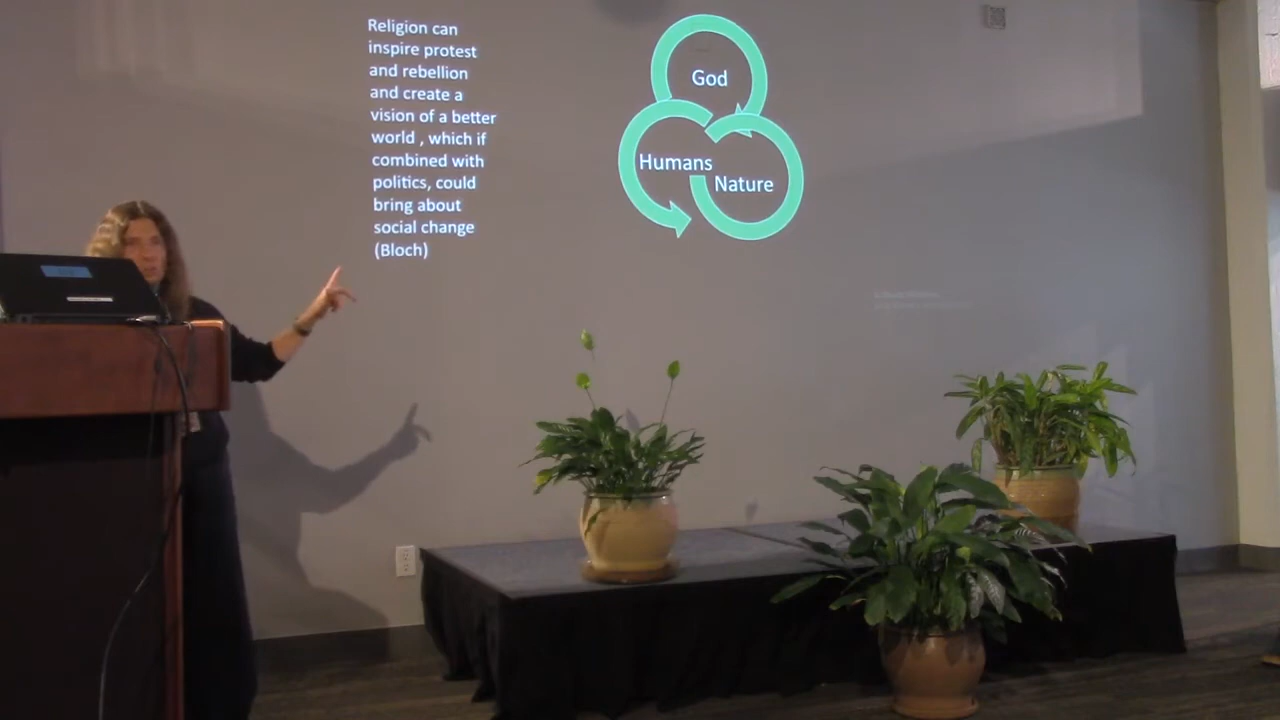 Religion can
inspire protest
and rebellion
and create a
vision of a better
world , which if
combined with
politics, could
bring about
social change
(Bloch)
God
Humans
Nature